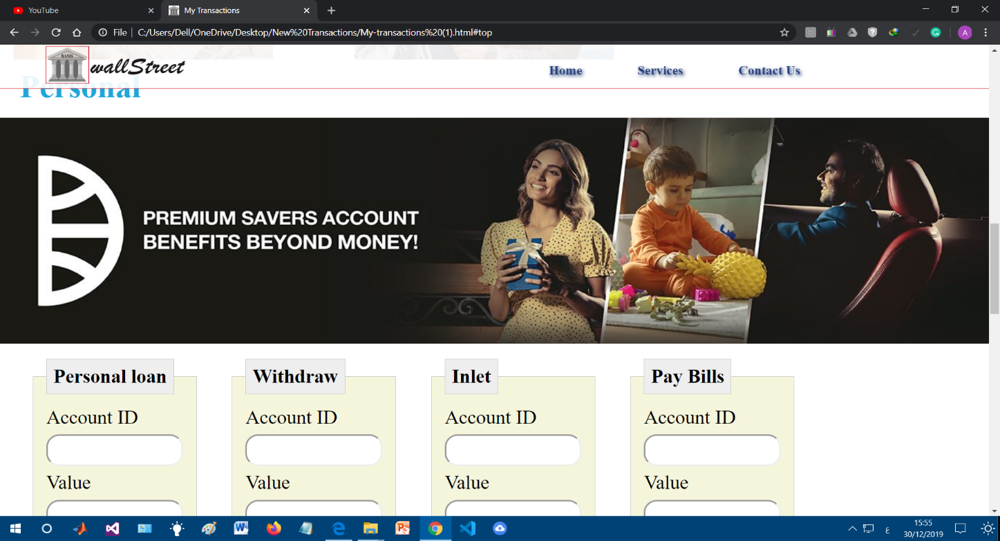 YouTube
My Transactions
File
C:/Users/Dell/OneDrive/Desktop/New%20Transactions/My-transactions%20(1).html#top
A
BANK
wallStreet
Home
Services
Contact Us
Personal
PREMIUM SAVERS ACCOUNT
BENEFITS BEYOND MONEY!
Personal loan
Withdraw
Inlet
Pay Bills
Account ID
Account ID
Account ID
Account ID
Value
Value
Value
Value
ع
15:55
30/12/2019